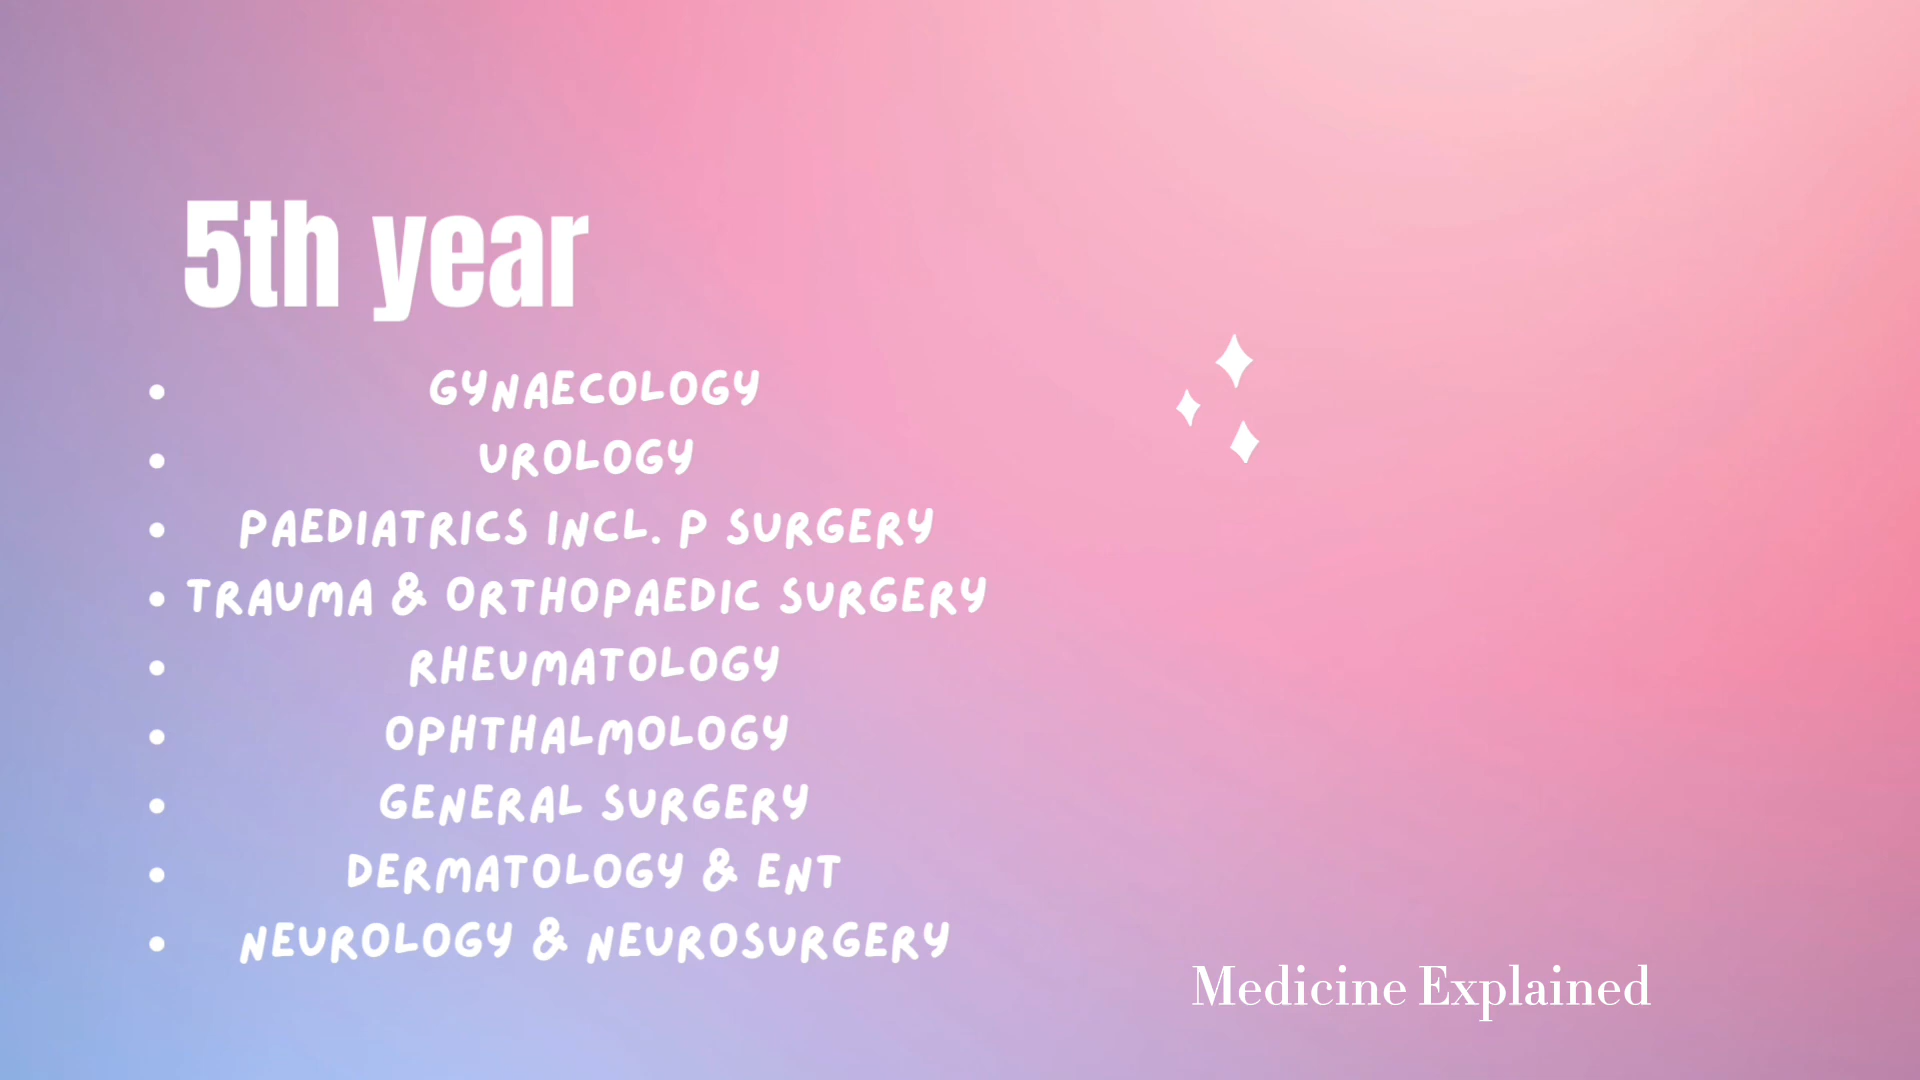 5th year
• GYNAECOLOGY
• UROLOGY
• PAEDIATRICS INCL. P SURGERY
• TRAUMA & ORTHOPAEDIC SURGERY
• RHEUMATOLOGY
• OPHTHALMOLOGY
• GENERAL SURGERY
• DERMATOLOGY & ENT
• NEUROLOGY & NEUROSURGERY
Medicine Explained